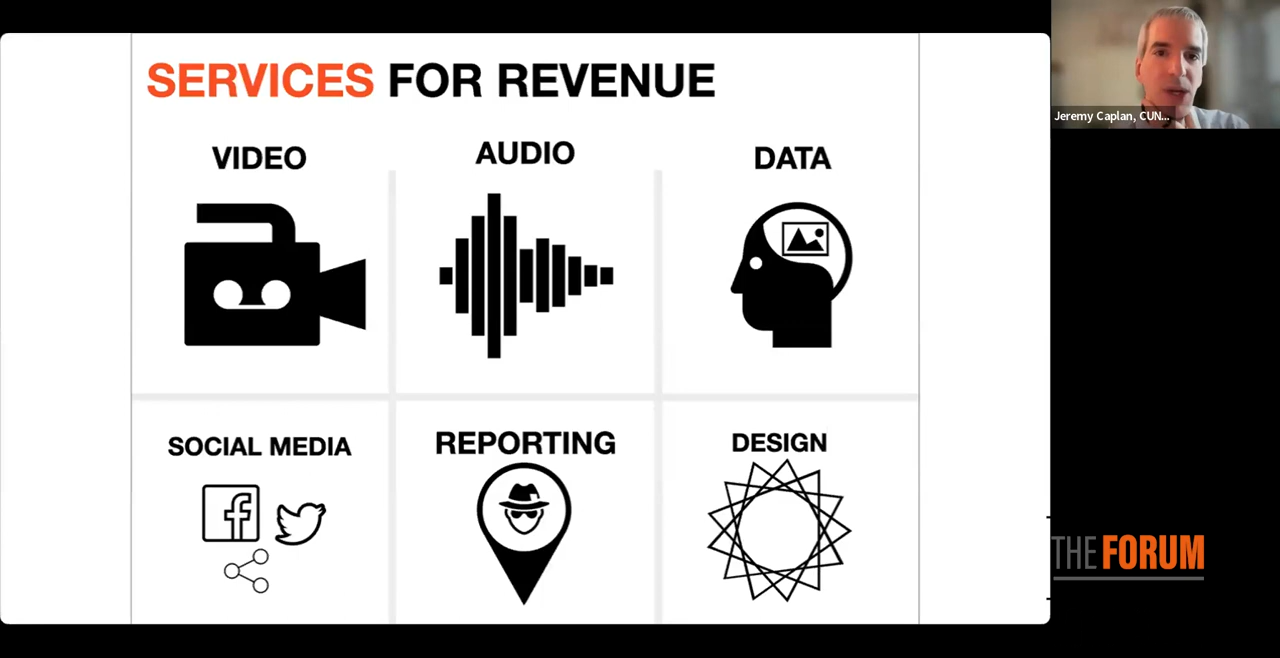 SERVICES FOR REVENUE
VIDEO
AUDIO
DATA
SOCIAL MEDIA
REPORTING
DESIGN
Jeremy Caplan, CUN...
THE FORUM